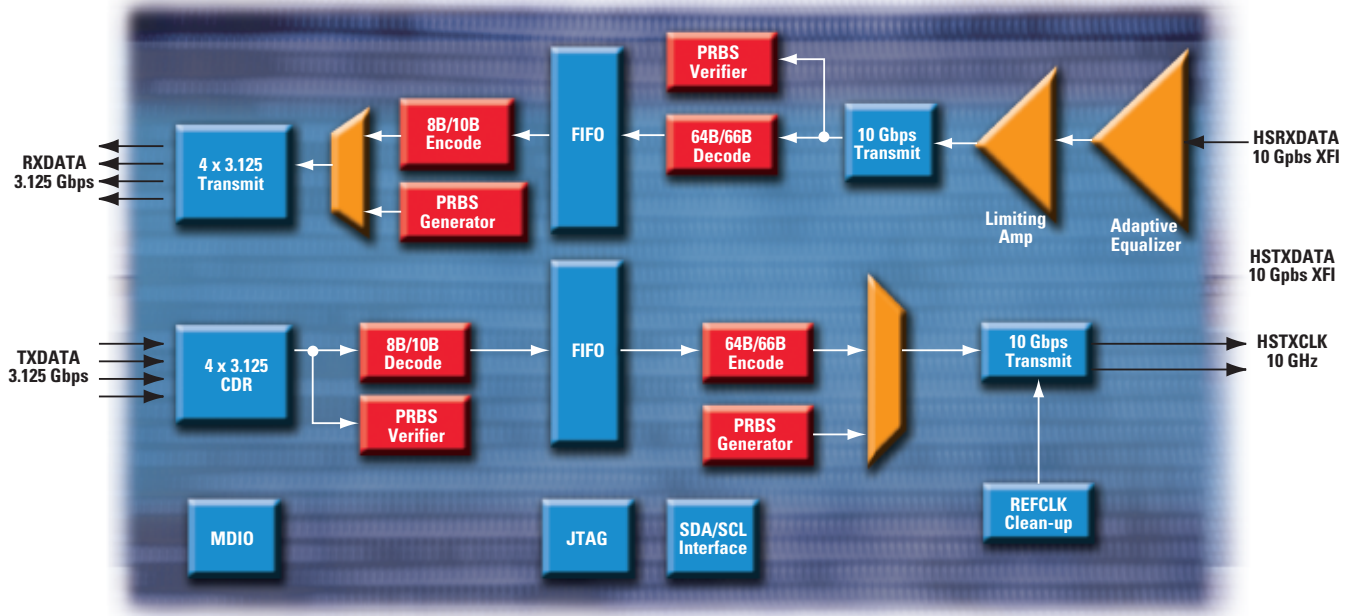 PRBS
Verifier
8B/10B
Encode
FIFO
64B/66B
Decode
10 Gbps
Transmit
RXDATA
3.125 Gbps
4 x 3.125
Transmit
PRBS
Generator
HSRXDATA
10 Gpbs XFI
Limiting
Amp
Adaptive
Equalizer
HSTXDATA
10 Gpbs XFI
TXDATA
3.125 Gbps
4 x 3.125
CDR
8B/10B
Decode
PRBS
Verifier
FIFO
64B/66B
Encode
PRBS
Generator
10 Gbps
Transmit
HSTXCLK
10 GHz
MDIO
JTAG
SDA/SCL
Interface
REFCLK
Clean-up